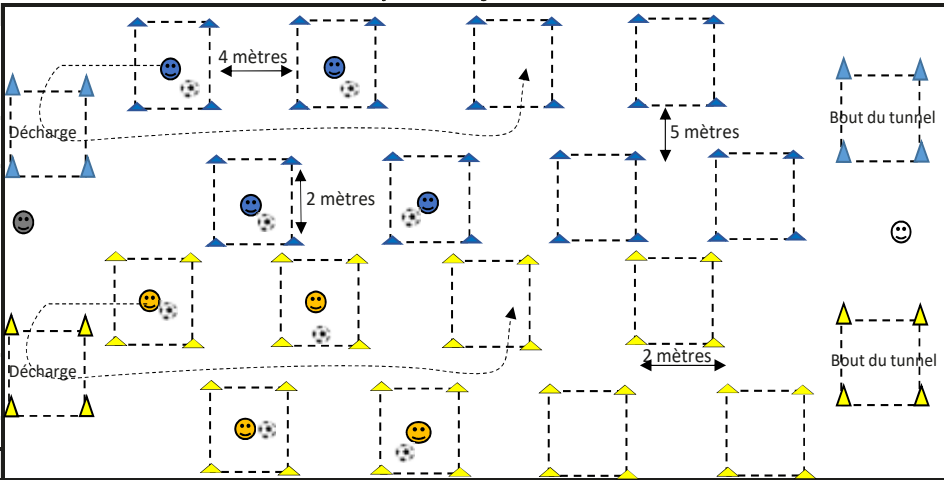 4 mètres
Décharge
Bout du tunnel
5 mètres
2 mètres
2 mètres
Décharge
Bout du tunnel